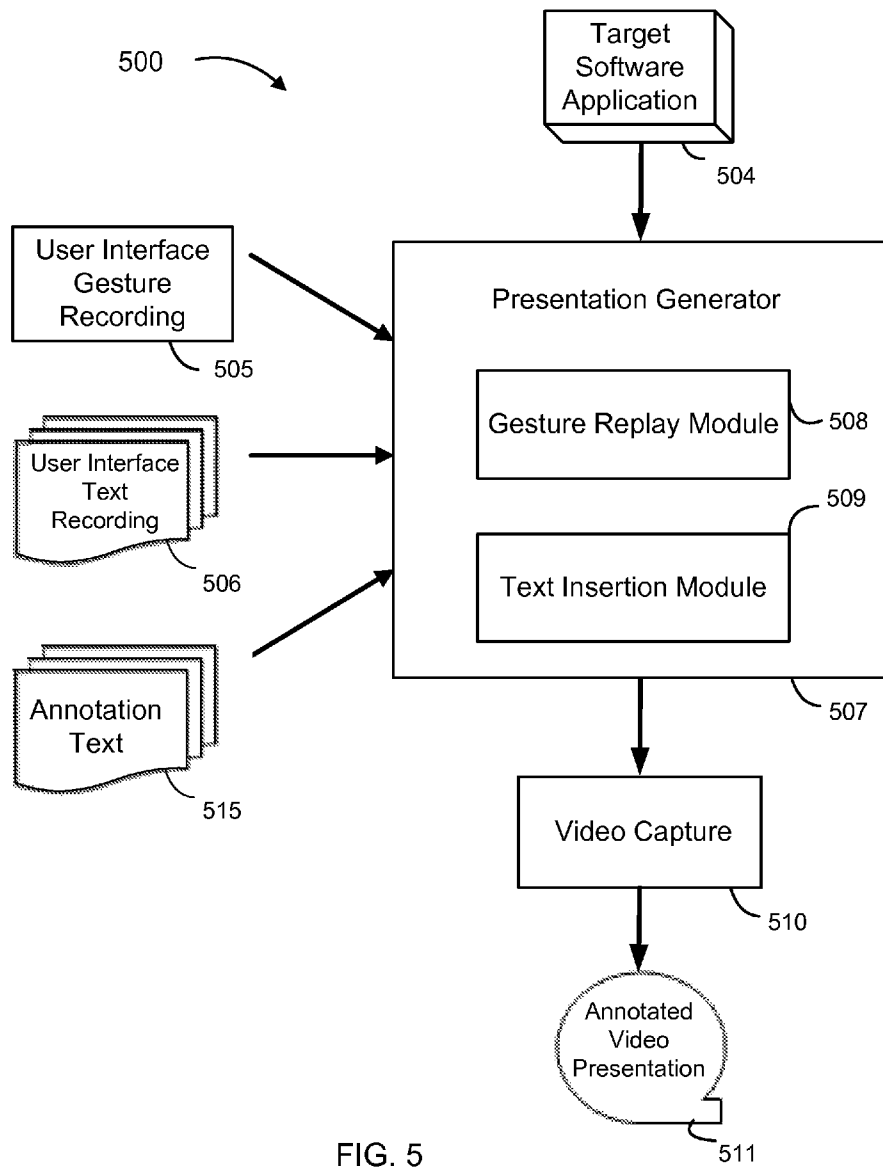 500
Target
Software
Application
504
User Interface
Gesture
Recording
505
Presentation Generator
Gesture Replay Module
508
User Interface
Text
Recording
506
509
Text Insertion Module
Annotation
Text
515
507
Video Capture
510
Annotated
Video
Presentation
511
FIG. 5